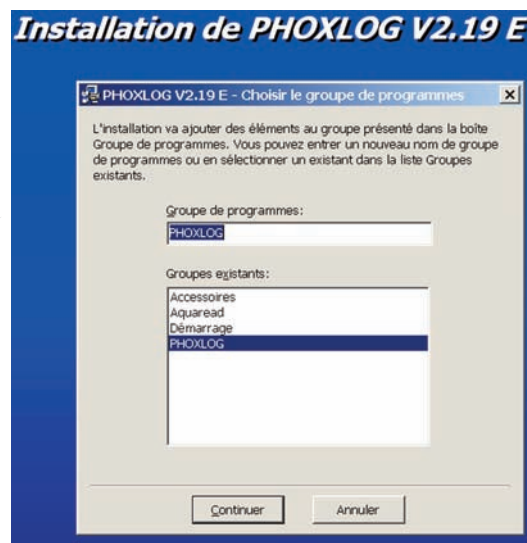 Installation de PHOXLOG V2.19 E
PHOXLOG V2.19 E - Choisir le groupe de programmes
L'installation va ajouter des éléments au groupe présenté dans la boîte
Groupe de programmes. Vous pouvez entrer un nouveau nom de groupe
de programmes ou en sélectionner un existant dans la liste Groupes
existants.
Groupe de programmes:
PHOXLOG
Groupes existants:
Accessoires
Aquaread
Démarrage
PHOXLOG
Continuer
Annuler